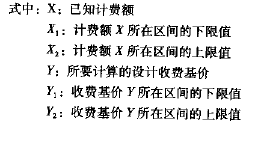 式中：X：已知计费额
X₁：计费额 X 所在区间的下限值
X₂：计费额 X 所在区间的上限值
Y：所要计算的设计收费基价
Y₁：收费基价 Y 所在区间的下限值
Y₂：收费基价 Y 所在区间的上限值